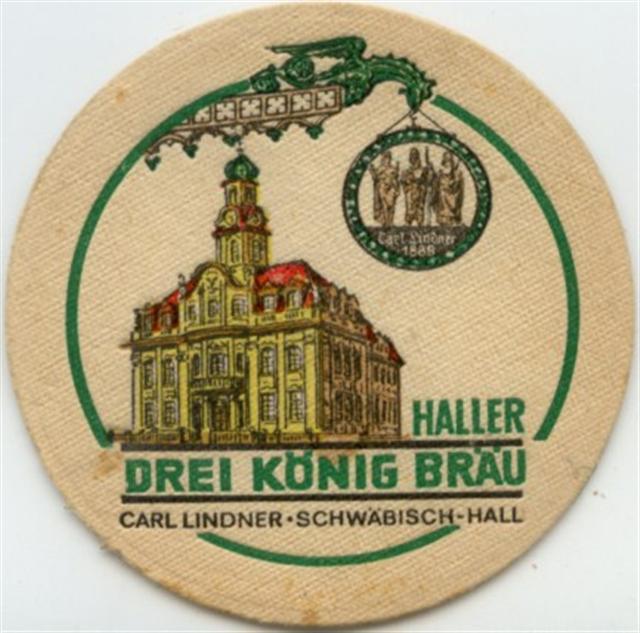 Carl Lindner
HALLER
DREI KÖNIG BRÄU
CARL LINDNER·SCHWÄBISCH-HALL